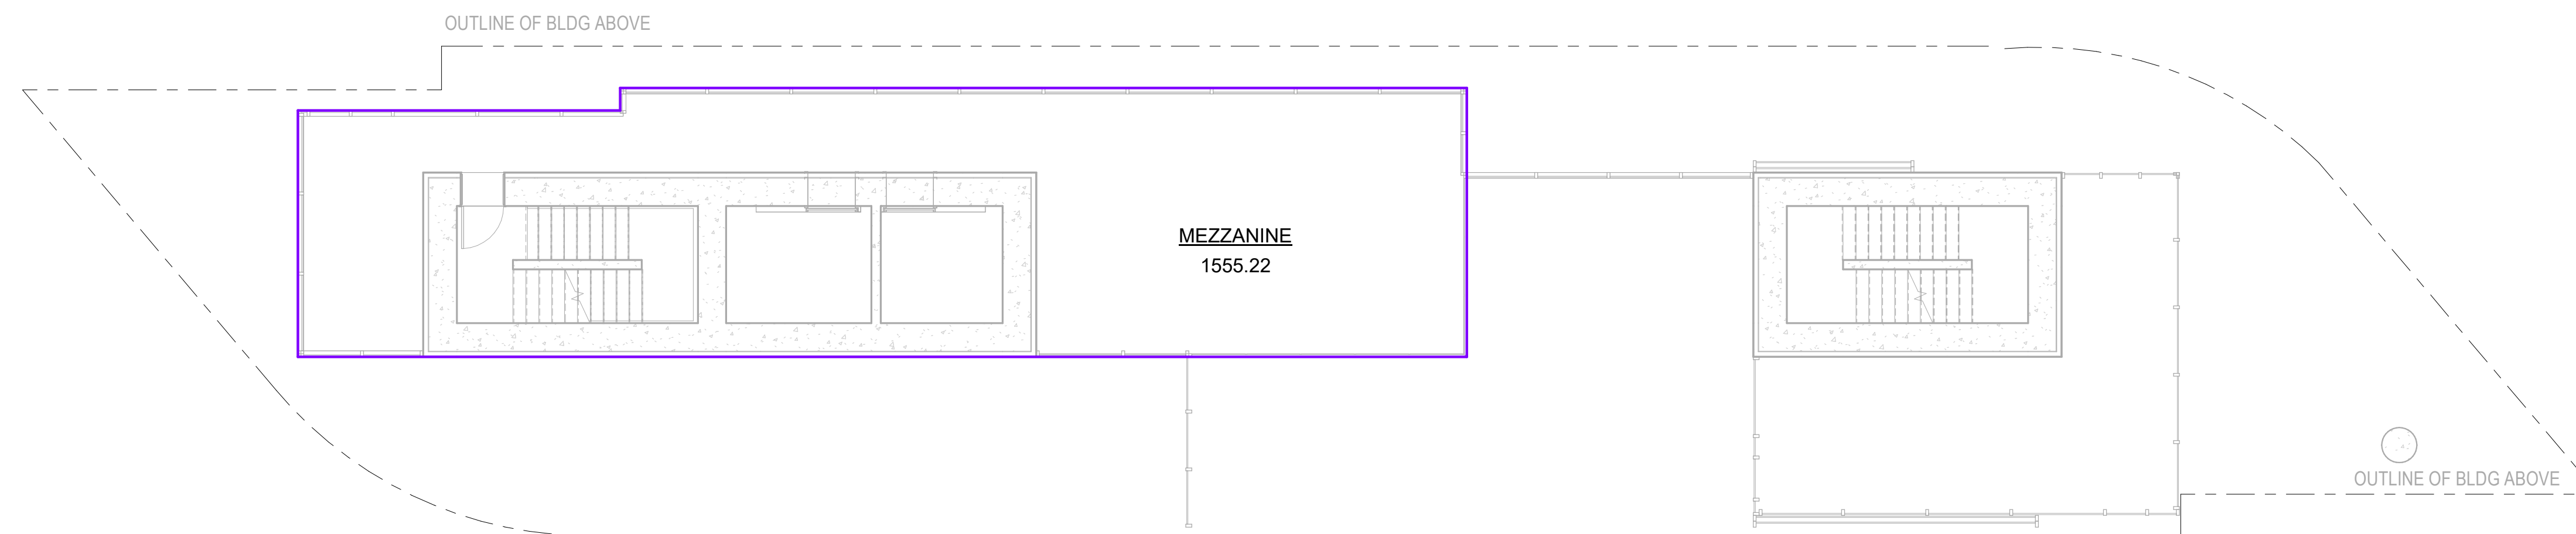 OUTLINE OF BLDG ABOVE
MEZZANINE
1555.22
OUTLINE OF BLDG ABOVE